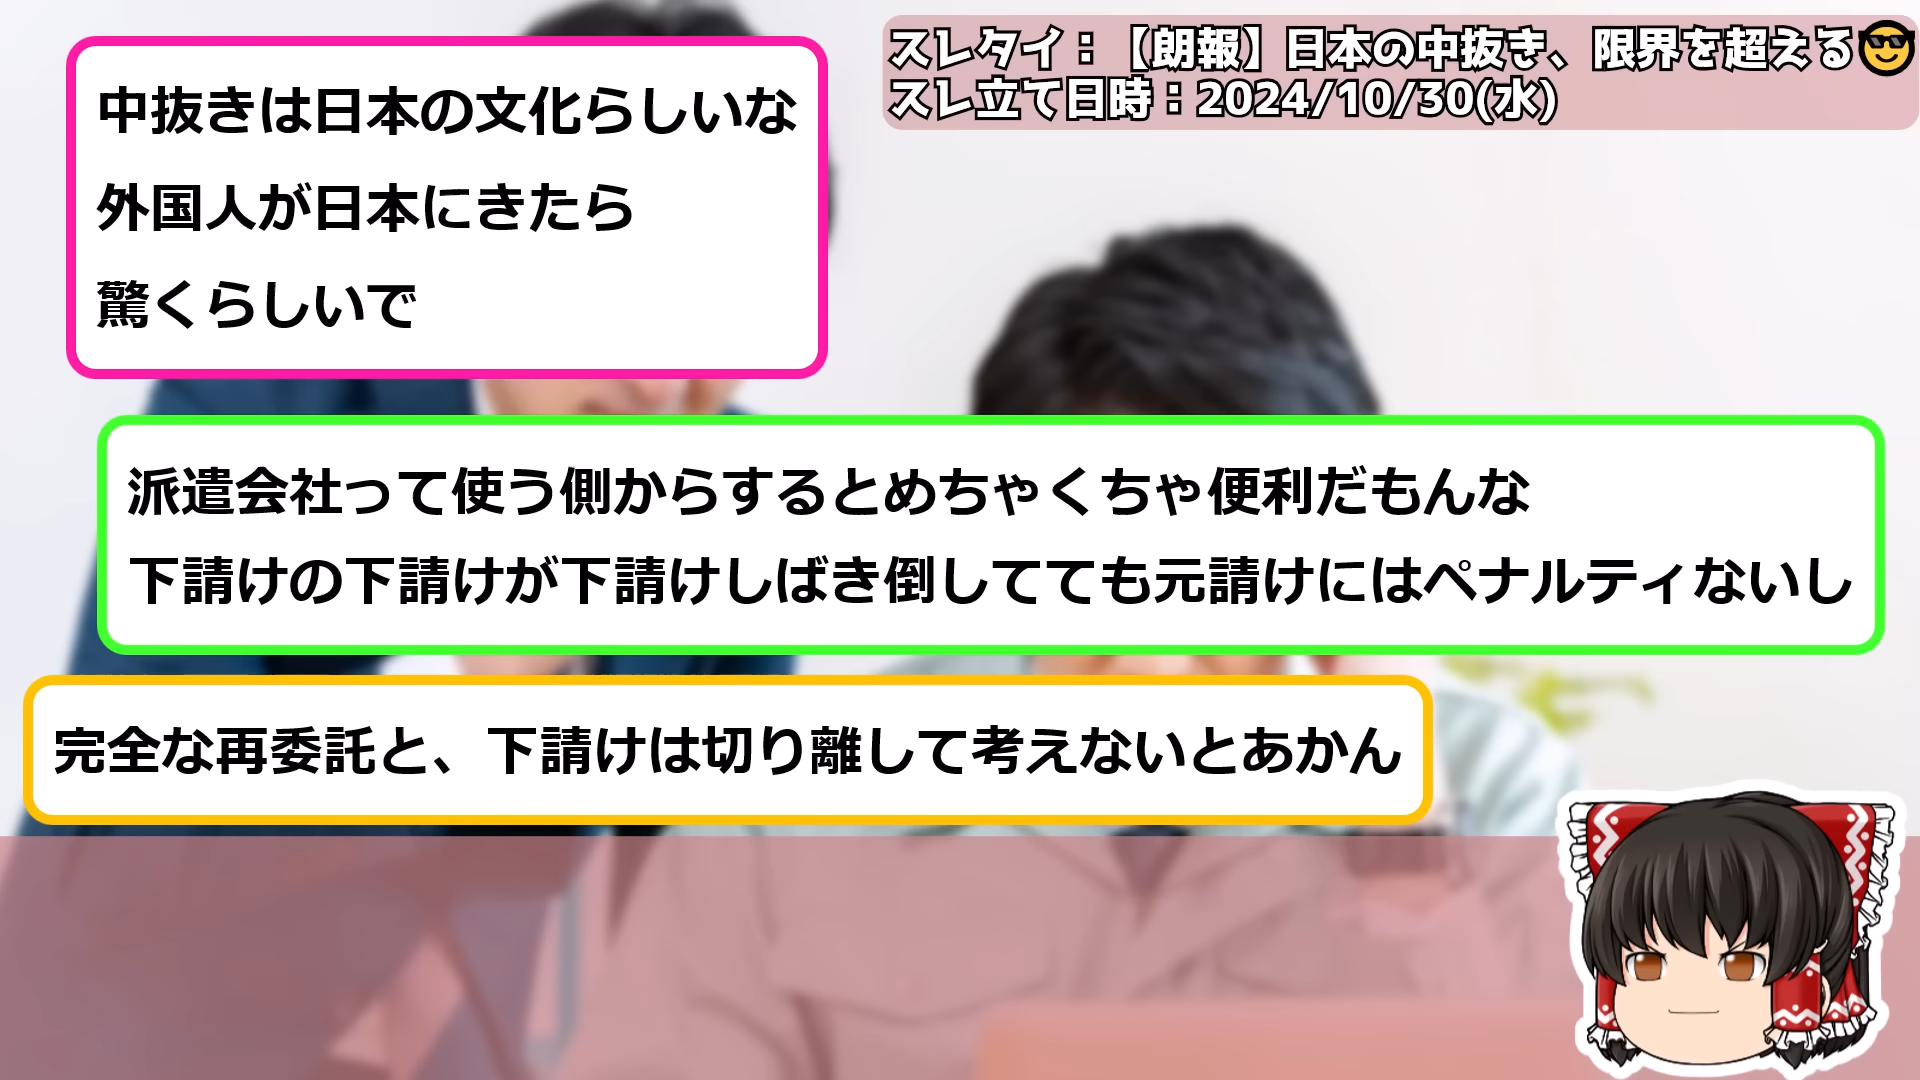 スレタイ：【朗報】日本の中抜き、限界を超える😎
スレ立て日時：2024/10/30(水)
中抜きは日本の文化らしいな
外国人が日本にきたら
驚くらしいで
派遣会社って使う側からするとめちゃくちゃ便利だもんな
下請けの下請けが下請けしばき倒してても元請けにはペナルティないし
完全な再委託と、下請けは切り離して考えないとあかん